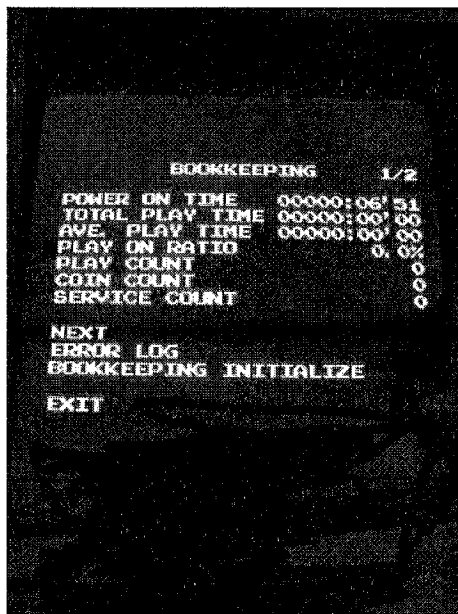 BOOKKEEPING 1/2
POWER ON TIME 00000:06'51
TOTAL PLAY TIME 00000:00'00
AVE. PLAY TIME 00000:00'00
PLAY ON RATIO 0.0%
PLAY COUNT 0
COIN COUNT 0
SERVICE COUNT 0
NEXT
ERROR LOG
BOOKKEEPING INITIALIZE
EXIT